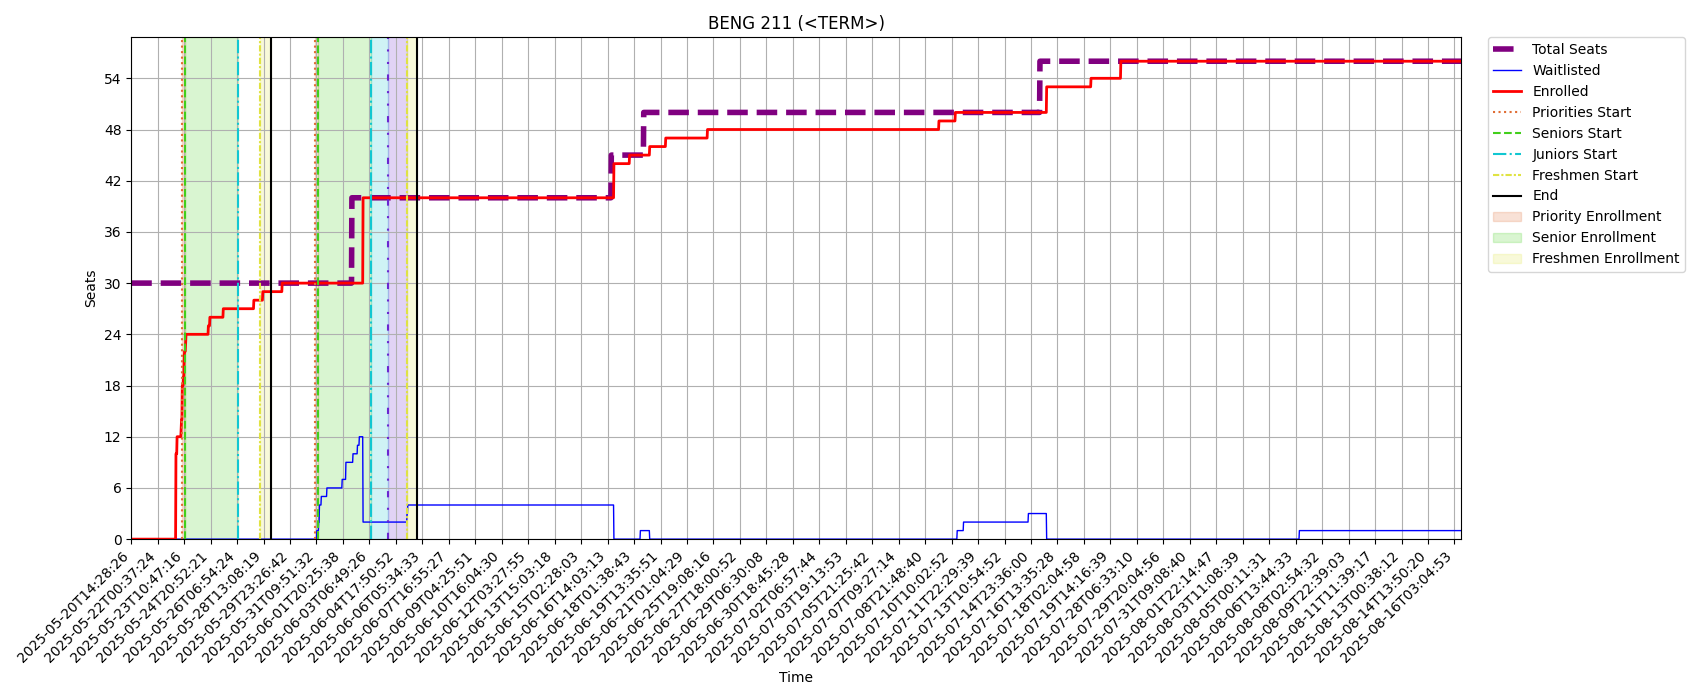 BENG 211 (<TERM>)
Total Seats
Waitlisted
Enrolled
Priorities Start
Seniors Start
Juniors Start
Freshmen Start
End
Priority Enrollment
Senior Enrollment
Freshmen Enrollment
Seats
54
48
42
36
30
24
18
12
6
0
2025-05-20T14:28:26
2025-05-22T00:37:24
2025-05-23T10:47:16
2025-05-24T20:52:21
2025-05-26T06:54:24
2025-05-28T13:08:19
2025-05-29T23:26:42
2025-05-31T09:51:32
2025-06-01T20:25:38
2025-06-03T06:49:26
2025-06-04T17:50:52
2025-06-06T05:34:33
2025-06-07T16:55:27
2025-06-09T04:25:51
2025-06-10T16:04:30
2025-06-12T03:27:55
2025-06-13T15:03:18
2025-06-15T02:28:03
2025-06-16T14:03:13
2025-06-18T01:38:43
2025-06-19T13:35:51
2025-06-21T01:04:29
2025-06-25T19:08:16
2025-06-27T18:00:52
2025-06-29T06:30:08
2025-06-30T18:45:28
2025-07-02T06:57:44
2025-07-03T19:13:53
2025-07-05T21:25:42
2025-07-07T09:27:14
2025-07-08T21:48:40
2025-07-10T10:02:52
2025-07-11T22:29:39
2025-07-13T10:54:52
2025-07-14T23:36:00
2025-07-16T13:35:28
2025-07-18T02:04:58
2025-07-19T14:16:39
2025-07-28T06:33:10
2025-07-29T20:04:56
2025-07-31T09:08:40
2025-08-01T22:14:47
2025-08-03T11:08:39
2025-08-05T00:11:31
2025-08-06T13:44:33
2025-08-08T02:54:32
2025-08-09T22:39:03
2025-08-11T11:39:17
2025-08-13T00:38:12
2025-08-14T13:50:20
2025-08-16T03:04:53
Time